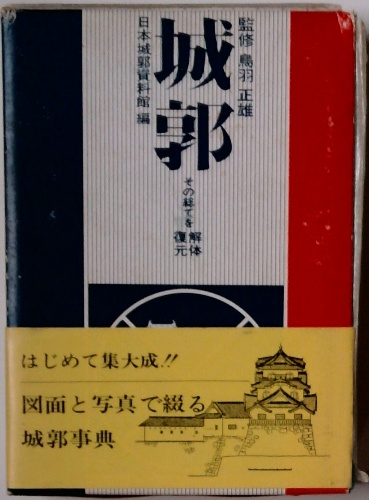 監修 鳥羽正雄
城郭
日本城郭資料館 編
その総てを 解体
復元
はじめて集大成!!
図面と写真で綴る
城郭事典